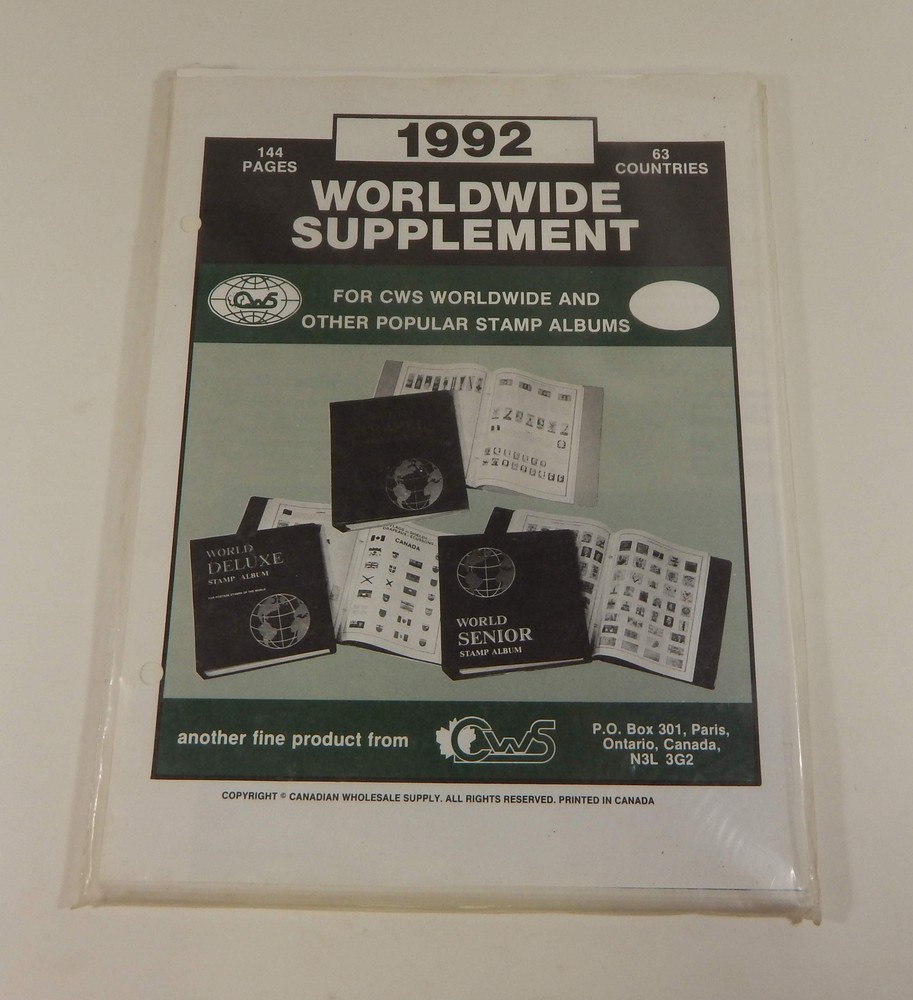 1992
144
PAGES
63
COUNTRIES
WORLDWIDE
SUPPLEMENT
CWS
FOR CWS WORLDWIDE AND
OTHER POPULAR STAMP ALBUMS
WORLD
DELUXE
STAMP ALBUM
CANADA
WORLD
SENIOR
STAMP ALBUM
another fine product from
CWS
P.O. Box 301, Paris,
Ontario, Canada,
N3L 3G2
COPYRIGHT © CANADIAN WHOLESALE SUPPLY. ALL RIGHTS RESERVED. PRINTED IN CANADA